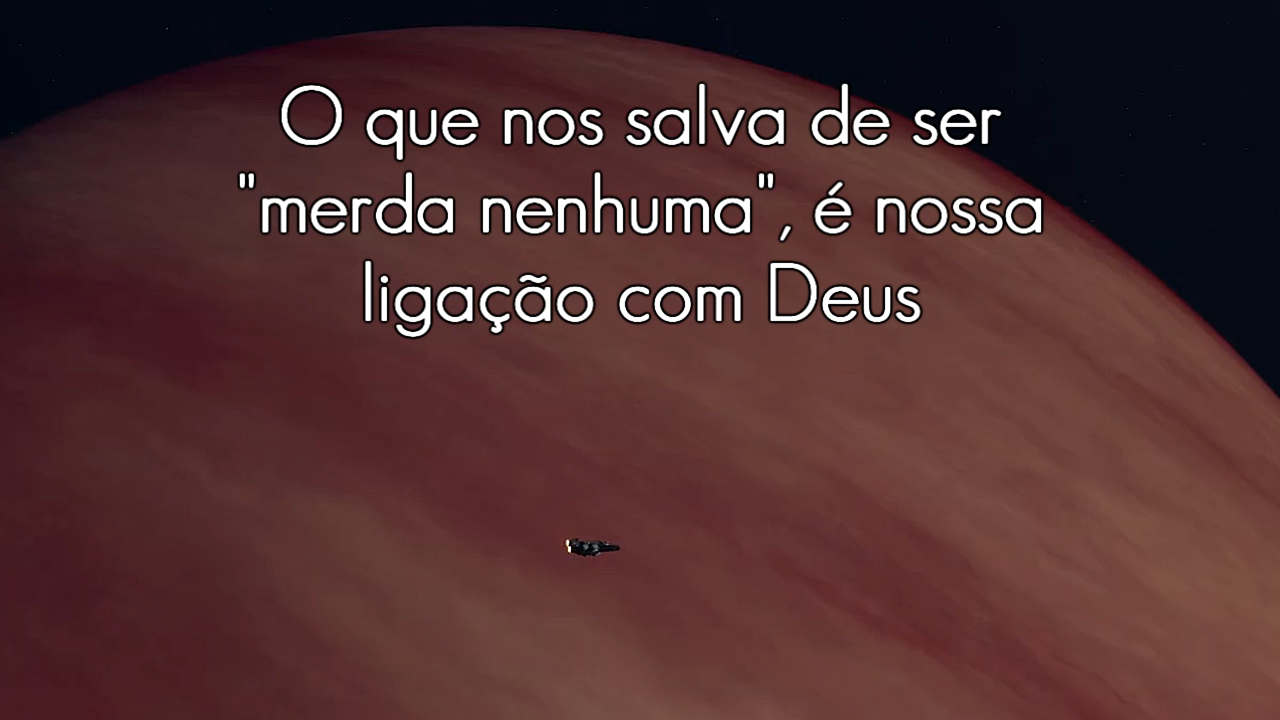 O que nos salva de ser
"merda nenhuma", é nossa
ligação com Deus